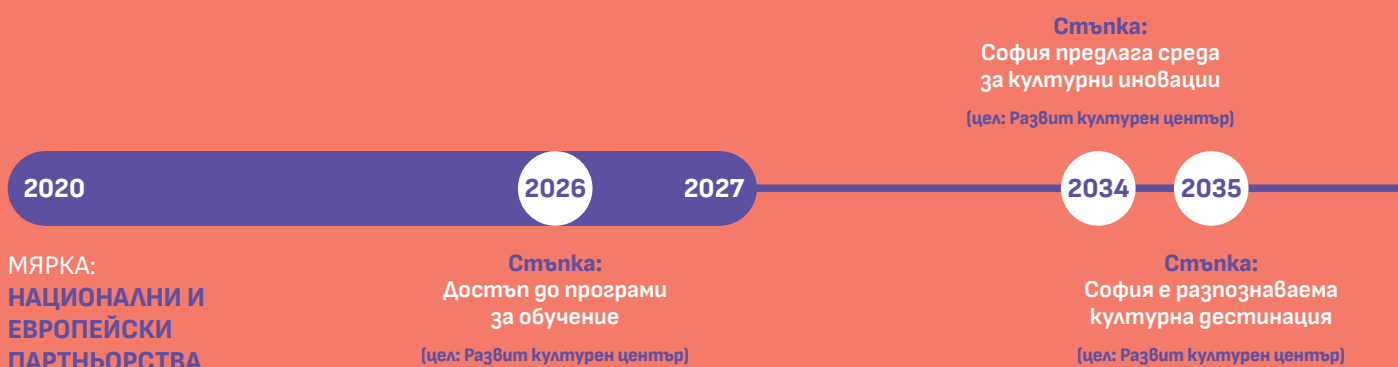 Стъпка:
София предлага среда
за културни иновации
(цел: Развит културен център)
2020 2026 2027 2034 2035
МЯРКА:
НАЦИОНАЛНИ И
ЕВРОПЕЙСКИ
ПАРТНЬОРСТВА
Стъпка:
Достъп до програми
за обучение
(цел: Развит културен център)
Стъпка:
София е разпознаваема
културна дестинация
(цел: Развит културен център)